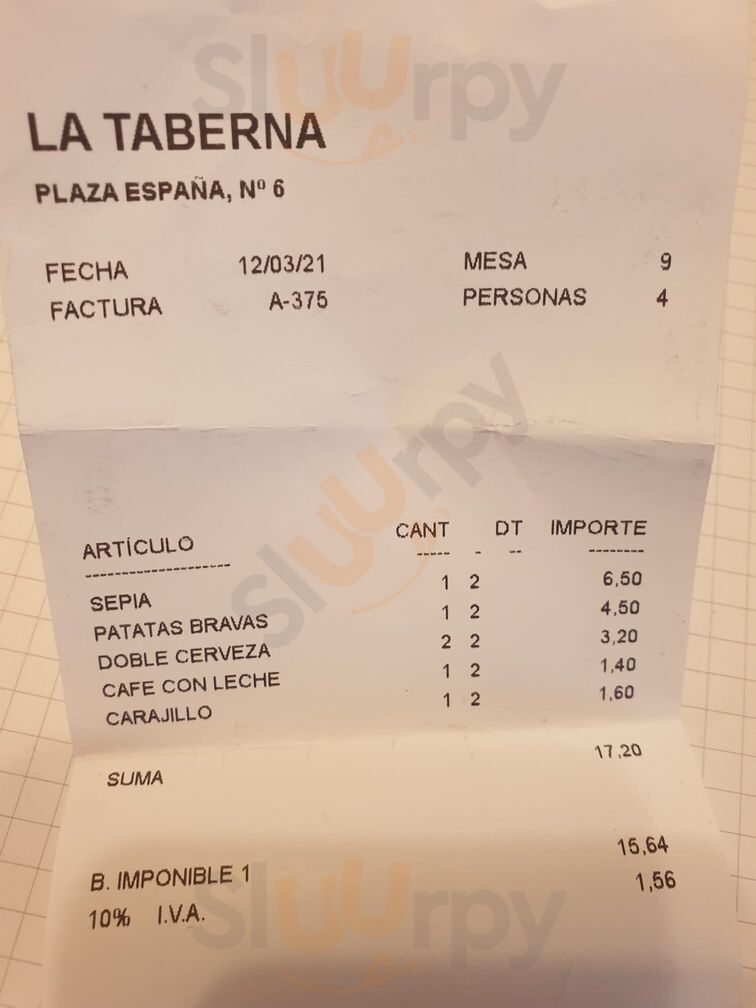 Sluurpy
LA TABERNA
PLAZA ESPAÑA, Nº 6
FECHA 12/03/21 MESA 9
FACTURA A-375 PERSONAS 4
Sluurpy
ARTÍCULO CANT DT IMPORTE
-------------------- ----- - -- --------
SEPIA 1 2 6,50
PATATAS BRAVAS 1 2 4,50
DOBLE CERVEZA 2 2 3,20
CAFE CON LECHE 1 2 1,40
CARAJILLO 1 2 1,60
SUMA 17,20
B. IMPONIBLE 1 15,64
10% I.V.A. 1,56
Sluurpy